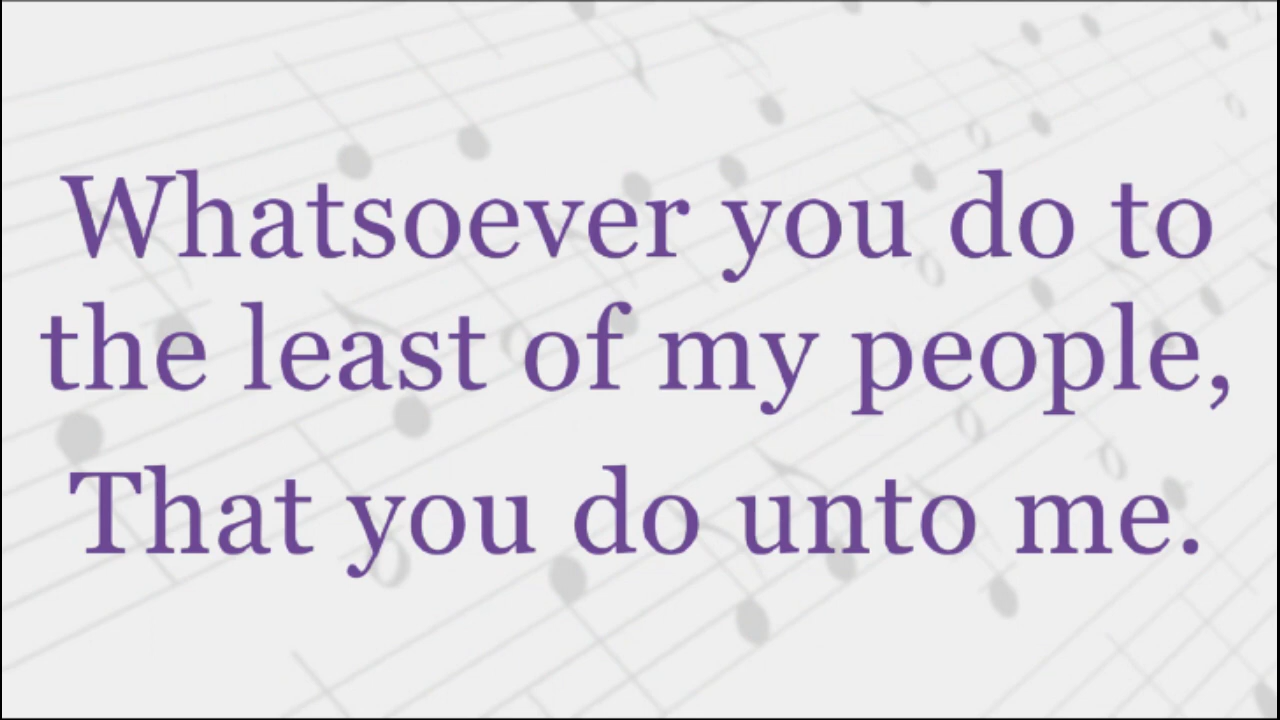 Whatsoever you do to
the least of my people,
That you do unto me.